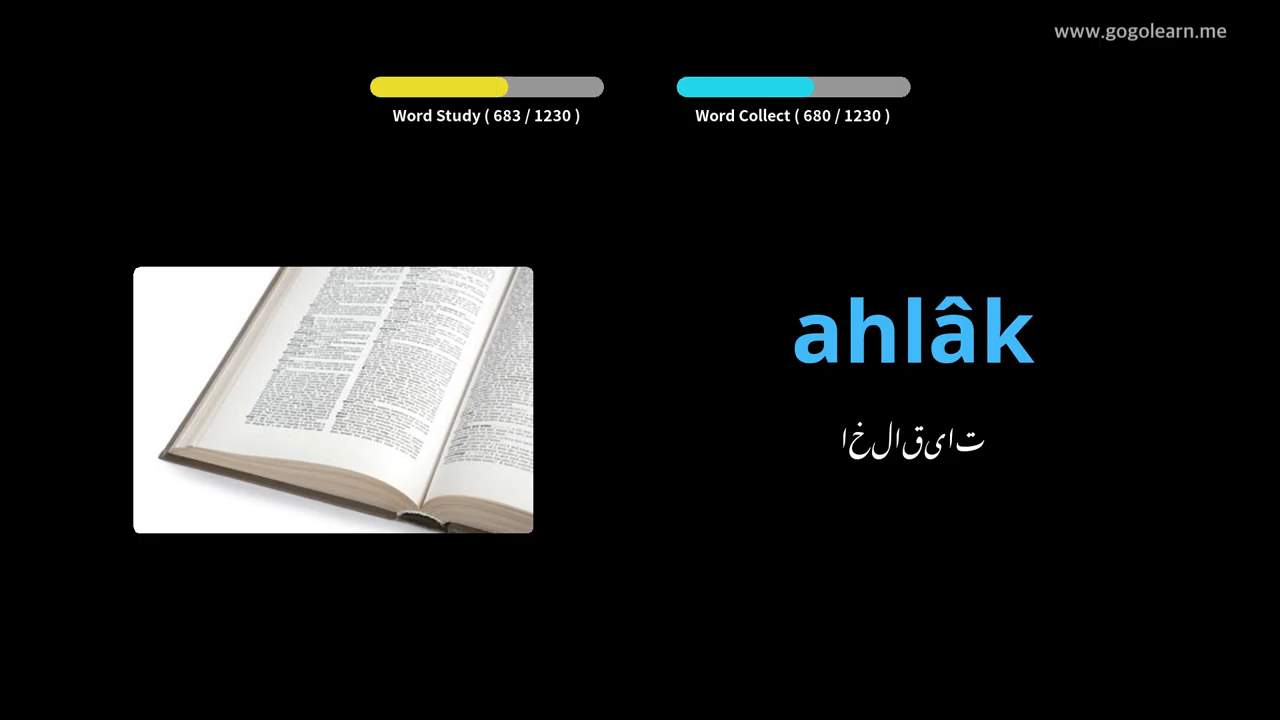 www.gogolearn.me
Word Study ( 683 / 1230 )
Word Collect ( 680 / 1230 )
ahlâk
اخلاقیات